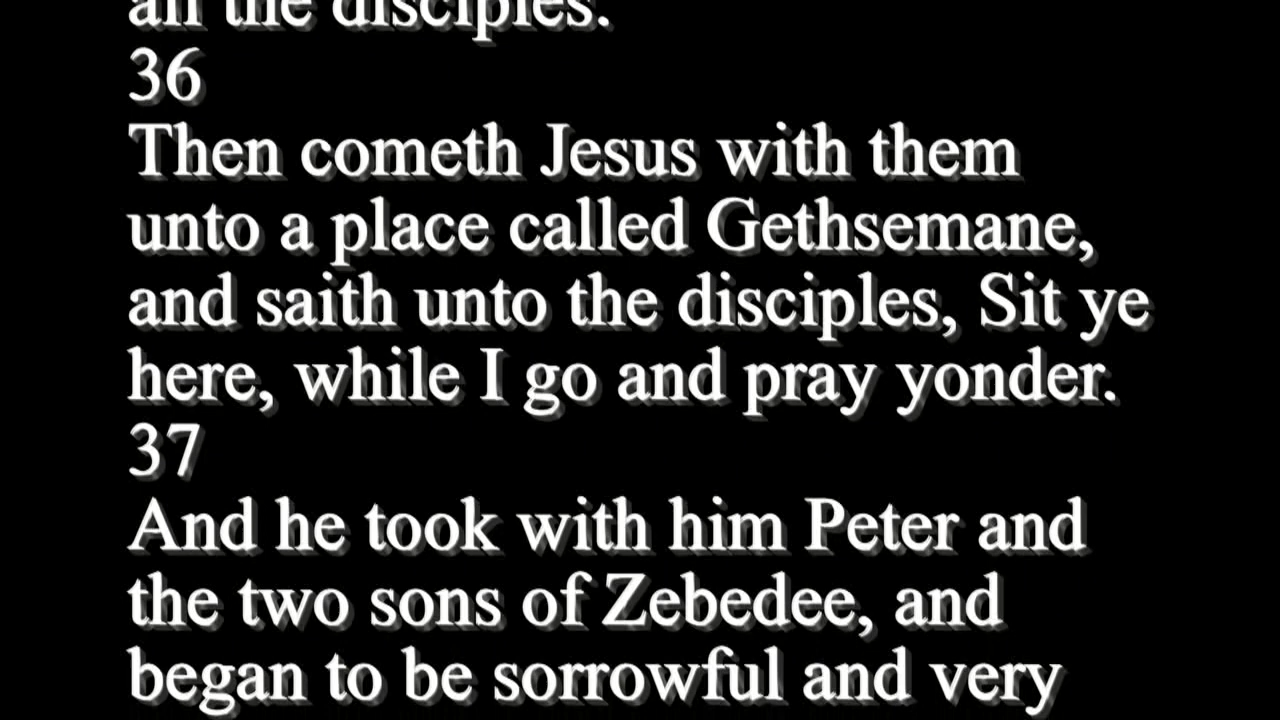 all the disciples.
36
Then cometh Jesus with them
unto a place called Gethsemane,
and saith unto the disciples, Sit ye
here, while I go and pray yonder.
37
And he took with him Peter and
the two sons of Zebedee, and
began to be sorrowful and very